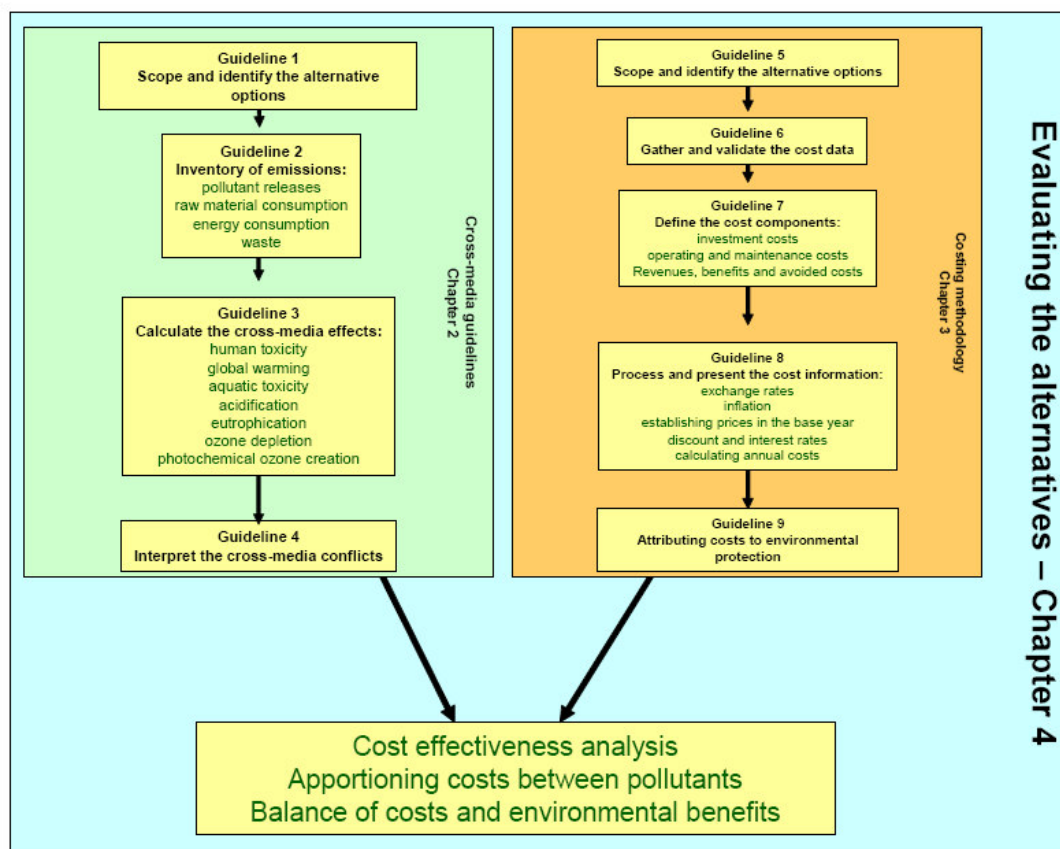 Guideline 1
Scope and identify the alternative
options
Guideline 2
Inventory of emissions:
pollutant releases
raw material consumption
energy consumption
waste
Guideline 3
Calculate the cross-media effects:
human toxicity
global warming
aquatic toxicity
acidification
eutrophication
ozone depletion
photochemical ozone creation
Guideline 4
Interpret the cross-media conflicts
Cross-media guidelines
Chapter 2
Guideline 5
Scope and identify the alternative options
Guideline 6
Gather and validate the cost data
Guideline 7
Define the cost components:
investment costs
operating and maintenance costs
Revenues, benefits and avoided costs
Guideline 8
Process and present the cost information:
exchange rates
inflation
establishing prices in the base year
discount and interest rates
calculating annual costs
Guideline 9
Attributing costs to environmental
protection
Costing methodology
Chapter 3
Evaluating the alternatives – Chapter 4
Cost effectiveness analysis
Apportioning costs between pollutants
Balance of costs and environmental benefits